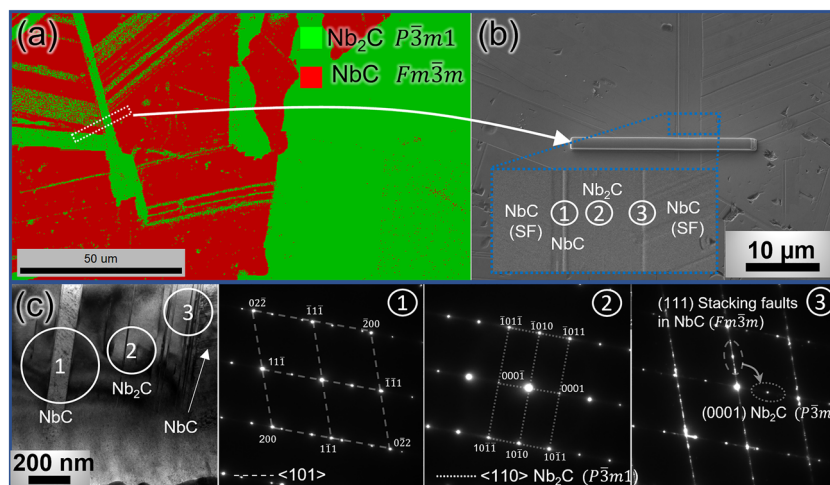 (a)
Nb₂C P3̅m1
NbC Fm3̅m
50 um
(b)
Nb₂C
NbC (SF)
1
2
3
NbC (SF)
NbC
10 µm
(c)
1
2
3
NbC
Nb₂C
NbC
200 nm
1
022̅
1̅11̅
2̅00
111̅
1̅1̅1
200
11̅1
02̅2
<101>
2
1̅011̅
1̅010
1̅011
0001̅
0001
101̅1̅
101̅0
101̅1
<110> Nb₂C (P3̅m1)
3
(111) Stacking faults
in NbC (Fm3̅m)
(0001) Nb₂C (P3̅m